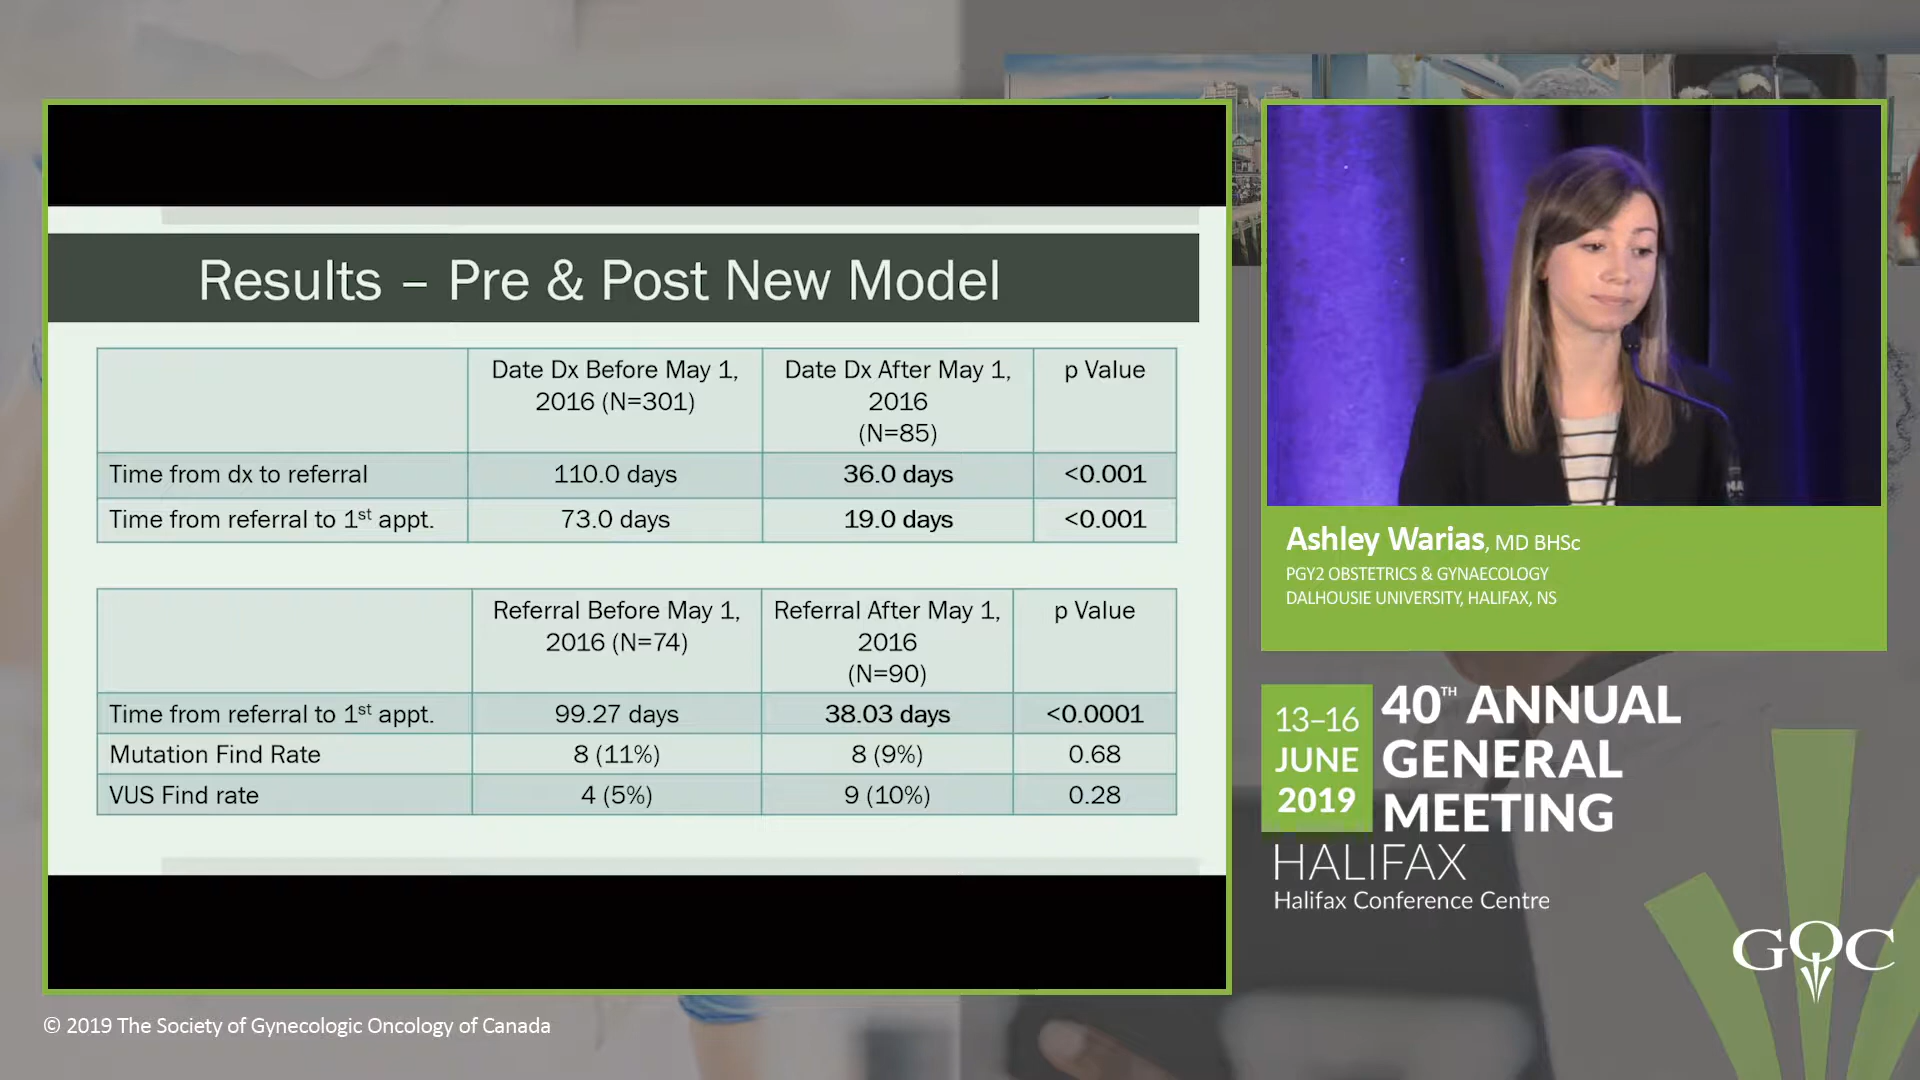 Results – Pre & Post New Model
Date Dx Before May 1,
2016 (N=301)
Date Dx After May 1,
2016
(N=85)
p Value
Time from dx to referral
110.0 days
36.0 days
<0.001
Time from referral to 1st appt.
73.0 days
19.0 days
<0.001
Referral Before May 1,
2016 (N=74)
Referral After May 1,
2016
(N=90)
p Value
Time from referral to 1st appt.
99.27 days
38.03 days
<0.0001
Mutation Find Rate
8 (11%)
8 (9%)
0.68
VUS Find rate
4 (5%)
9 (10%)
0.28
Ashley Warias, MD BHSc
PGY2 OBSTETRICS & GYNAECOLOGY
DALHOUSIE UNIVERSITY, HALIFAX, NS
13–16
JUNE
2019
40TH ANNUAL
GENERAL
MEETING
HALIFAX
Halifax Conference Centre
GOC
© 2019 The Society of Gynecologic Oncology of Canada